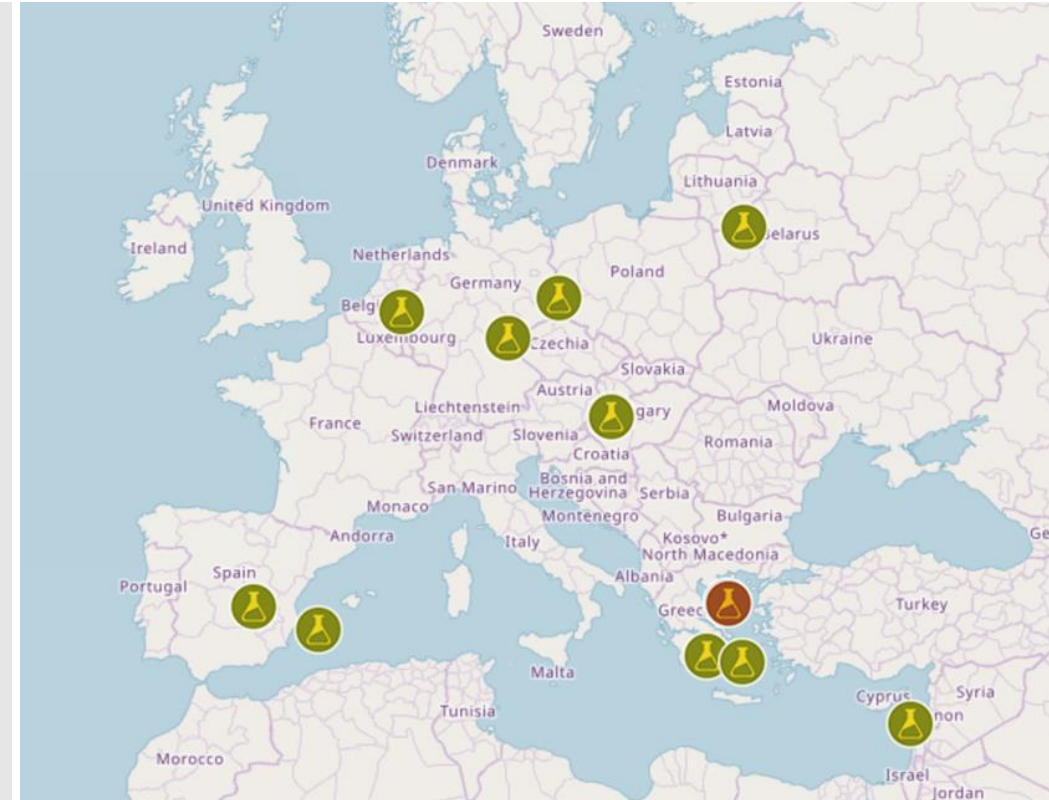 Sweden
Estonia
Latvia
Denmark
Lithuania
United Kingdom
Belarus
Ireland
Netherlands
Poland
Germany
Belgi
Luxembourg
Czechia
Ukraine
Slovakia
Austria
Liechtenstein
gary
Moldova
France
Switzerland
Slovenia
Romania
Croatia
San Marino
Bosnia and
Herzegovina
Serbia
Monaco
Montenegro
Bulgaria
Andorra
Italy
Kosovo*
Ge
North Macedonia
Spain
Albania
Portugal
Greec
Turkey
Malta
Cyprus
Syria
Tunisia
non
Morocco
Israel
Jordan